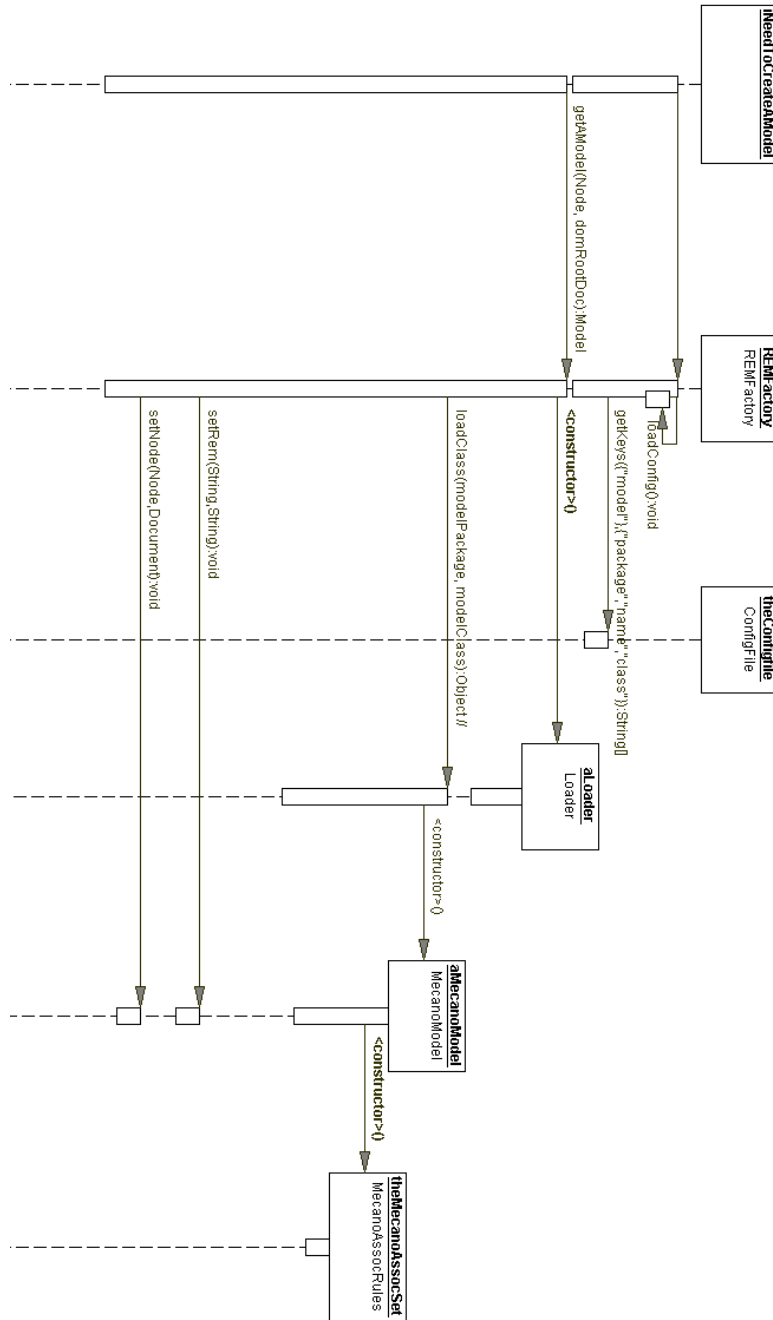 iNeedToCreateAModel
REMFactory
REMFactory
theConfigfile
ConfigFile
loadConfig():void
getKeys({"model"},{"package","name","class"}):String[]
getAModel(Node, domRootDoc):Model
<constructor>()
aLoader
Loader
loadClass(modelPackage, modelClass):Object //
<constructor>()
aMecanoModel
MecanoModel
<constructor>()
theMecanoAssocSet
MecanoAssocRules
setRem(String,String):void
setNode(Node,Document):void